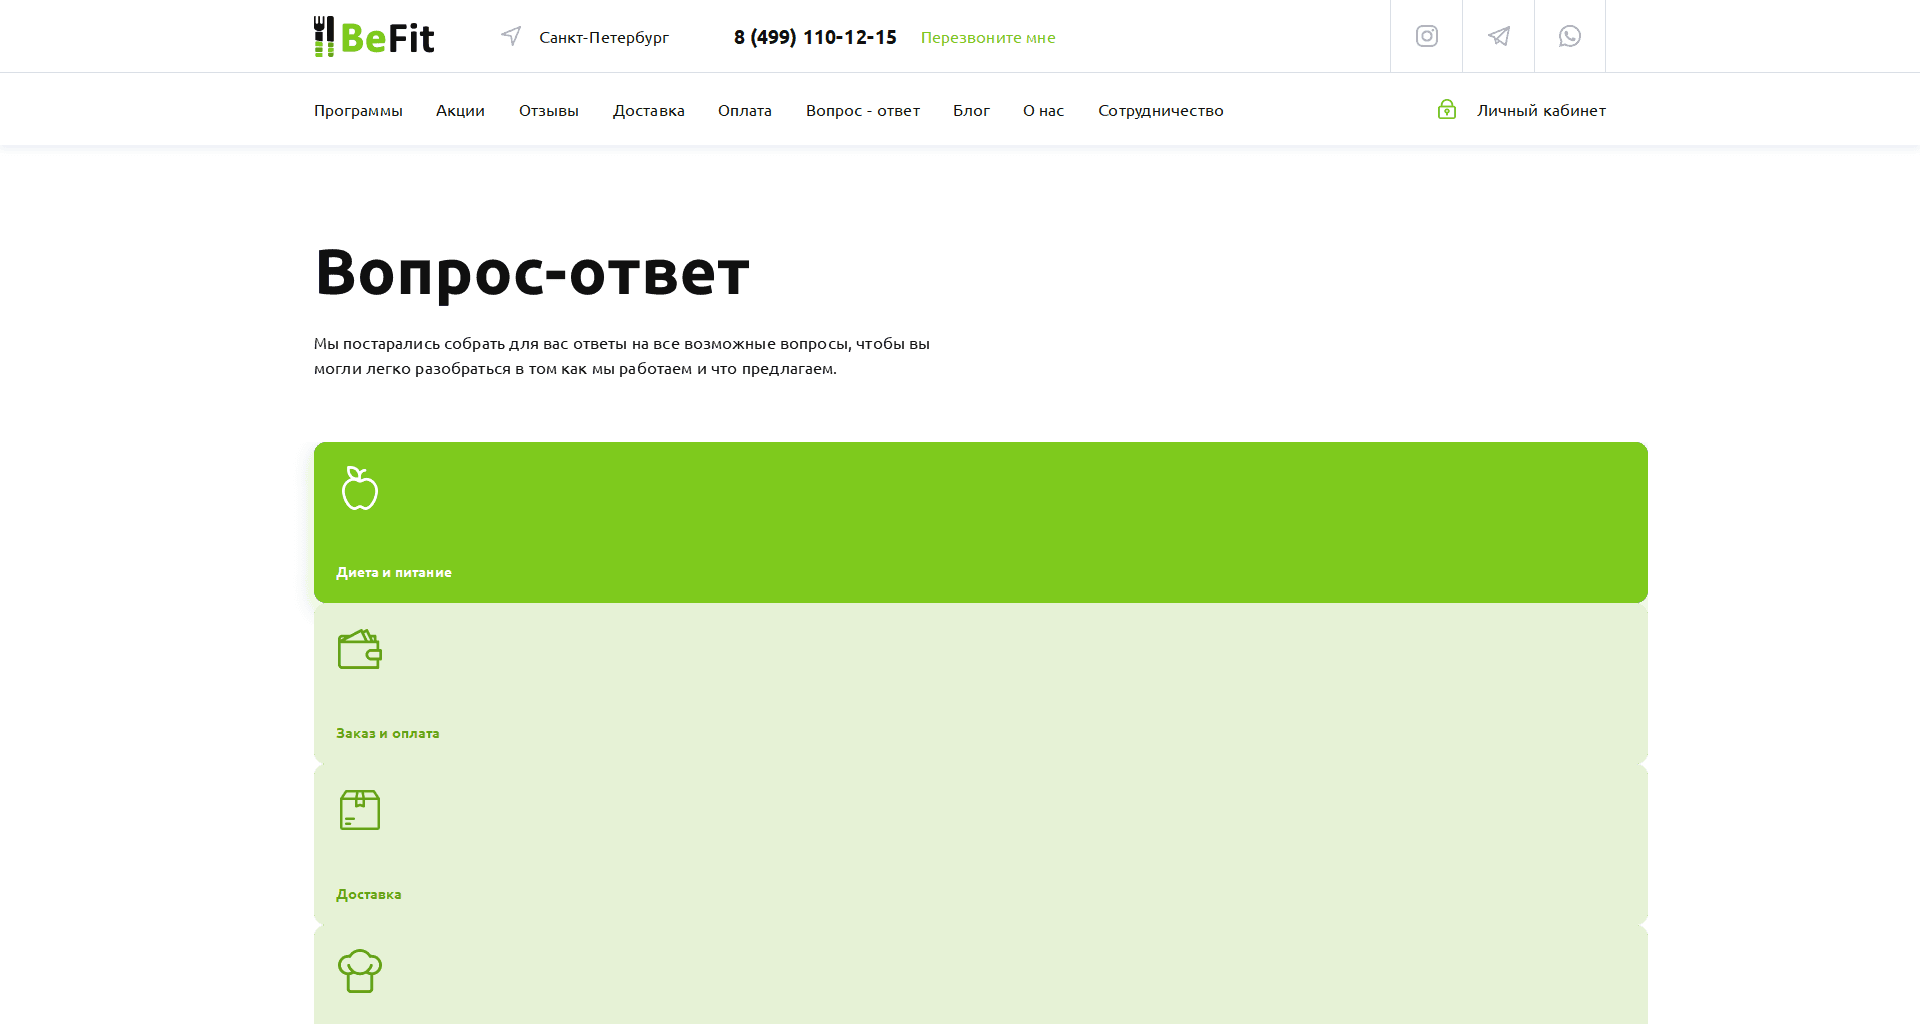 BeFit
Санкт-Петербург
8 (499) 110-12-15
Перезвоните мне
Программы
Акции
Отзывы
Доставка
Оплата
Вопрос - ответ
Блог
О нас
Сотрудничество
Личный кабинет
Вопрос-ответ
Мы постарались собрать для вас ответы на все возможные вопросы, чтобы вы
могли легко разобраться в том как мы работаем и что предлагаем.
Диета и питание
Заказ и оплата
Доставка